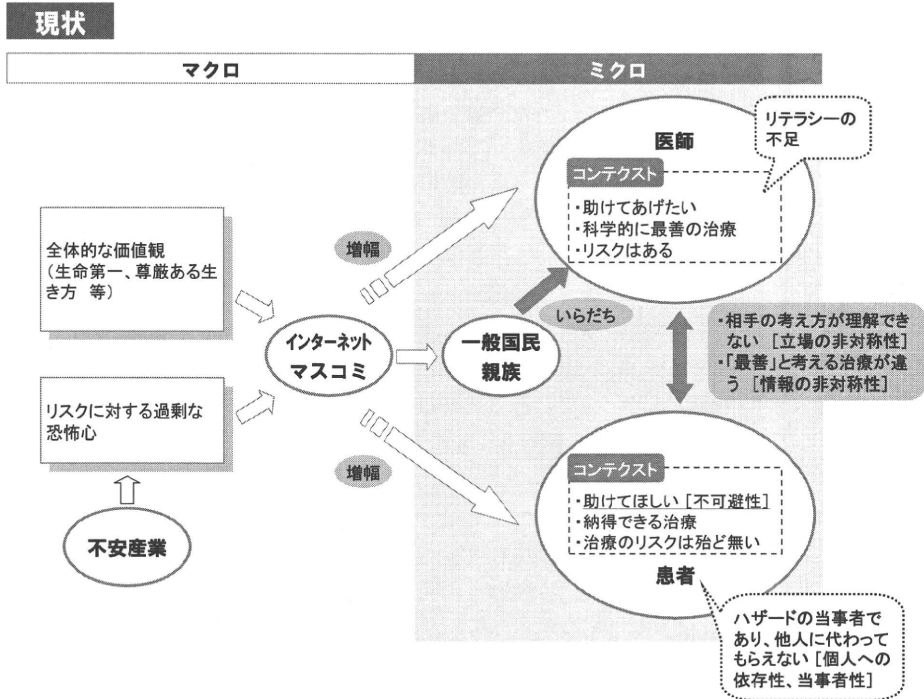 現状
マクロ
ミクロ
リテラシーの
不足
医師
コンテクスト
・助けてあげたい
・科学的に最善の治療
・リスクはある
全体的な価値観
（生命第一、尊厳ある生
き方　等）
増幅
いらだち
インターネット
マスコミ
一般国民
親族
・相手の考え方が理解でき
ない［立場の非対称性］
・「最善」と考える治療が違
う［情報の非対称性］
リスクに対する過剰な
恐怖心
増幅
不安産業
コンテクスト
・助けてほしい［不可避性］
・納得できる治療
・治療のリスクは殆ど無い
患者
ハザードの当事者で
あり、他人に代わって
もらえない［個人への
依存性、当事者性］